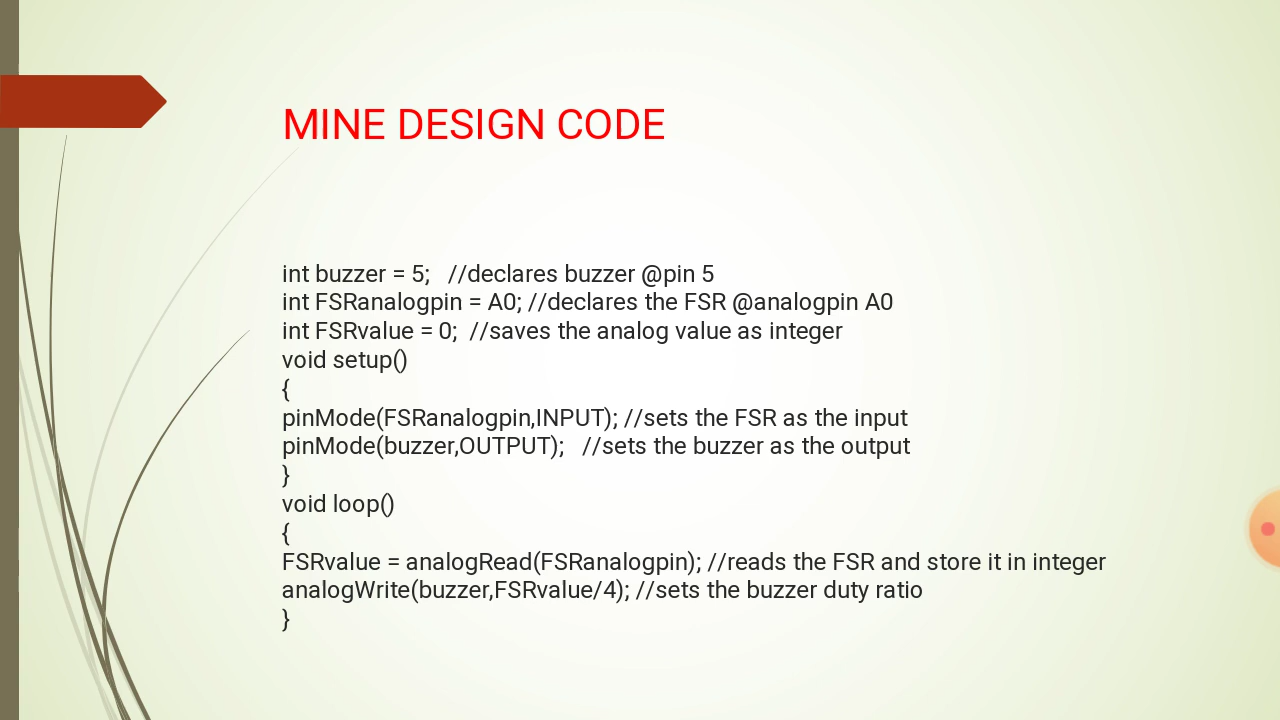 MINE DESIGN CODE
int buzzer = 5;   //declares buzzer @pin 5
int FSRanalogpin = A0; //declares the FSR @analogpin A0
int FSRvalue = 0;  //saves the analog value as integer
void setup()
{
pinMode(FSRanalogpin,INPUT); //sets the FSR as the input
pinMode(buzzer,OUTPUT);   //sets the buzzer as the output
}
void loop()
{
FSRvalue = analogRead(FSRanalogpin); //reads the FSR and store it in integer
analogWrite(buzzer,FSRvalue/4); //sets the buzzer duty ratio
}